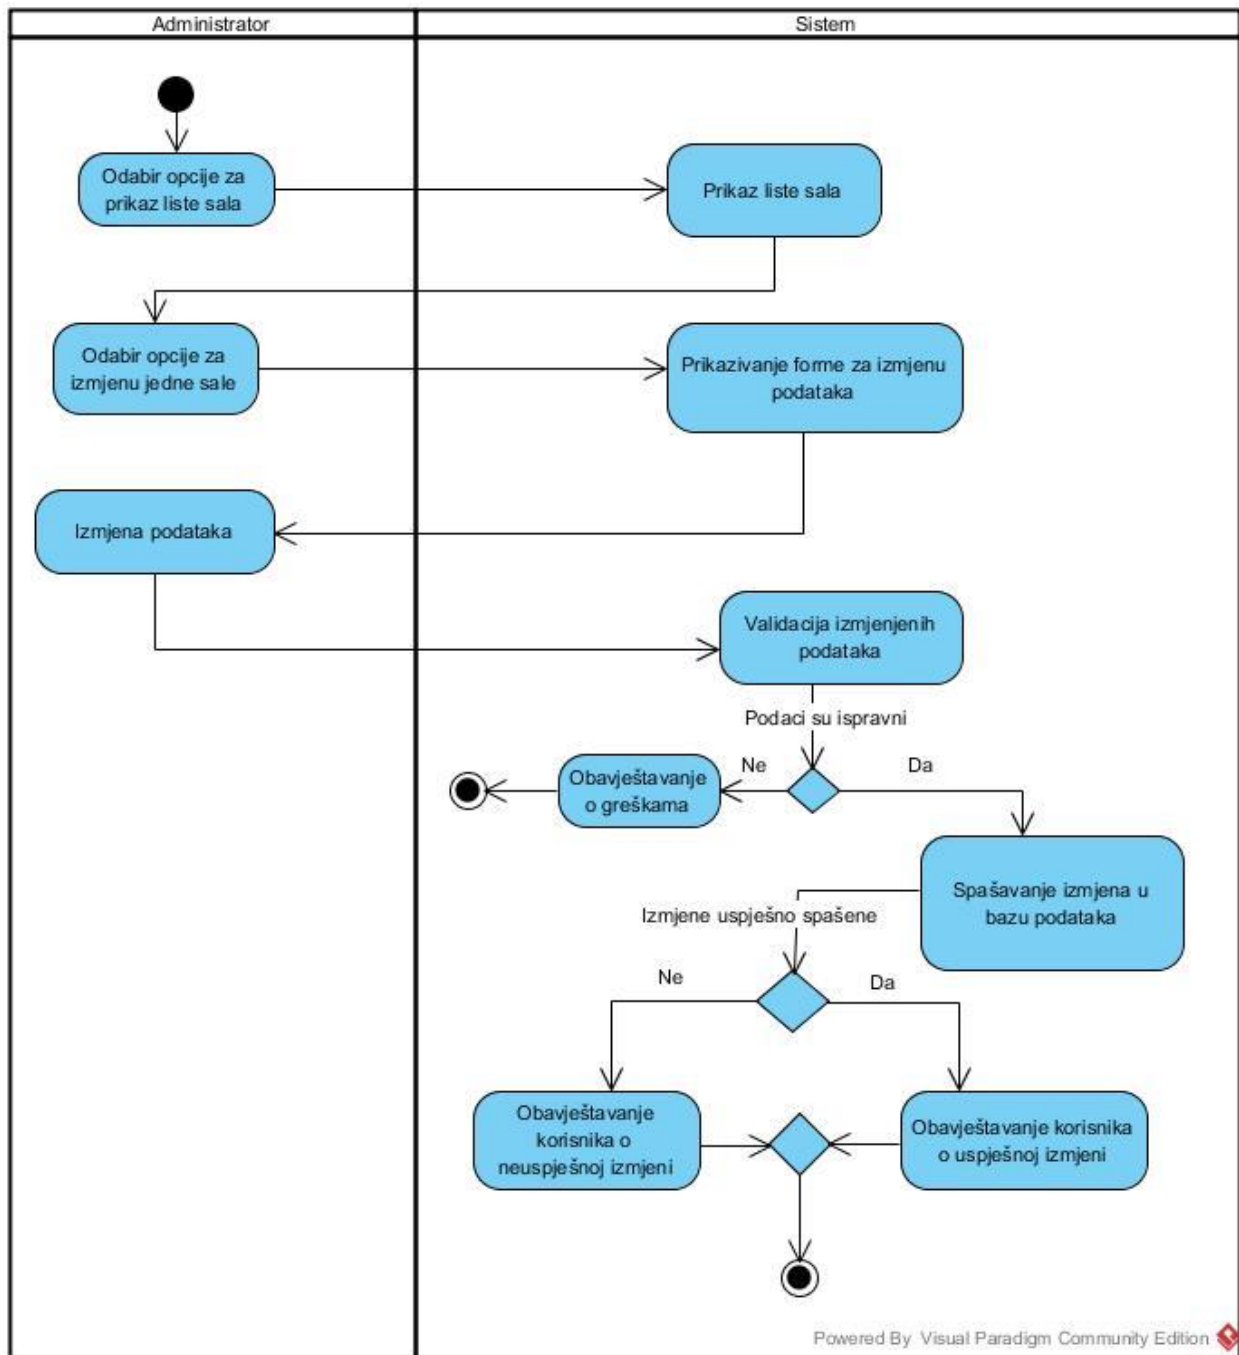 Administrator
Sistem
Odabir opcije za
prikaz liste sala
Prikaz liste sala
Odabir opcije za
izmjenu jedne sale
Prikazivanje forme za izmjenu
podataka
Izmjena podataka
Validacija izmjenjenih
podataka
Podaci su ispravni
Ne
Da
Obavještavanje
o greškama
Spašavanje izmjena u
bazu podataka
Izmjene uspješno spašene
Ne
Da
Obavještavanje
korisnika o
neuspješnoj izmjeni
Obavještavanje korisnika
o uspješnoj izmjeni
Powered By Visual Paradigm Community Edition